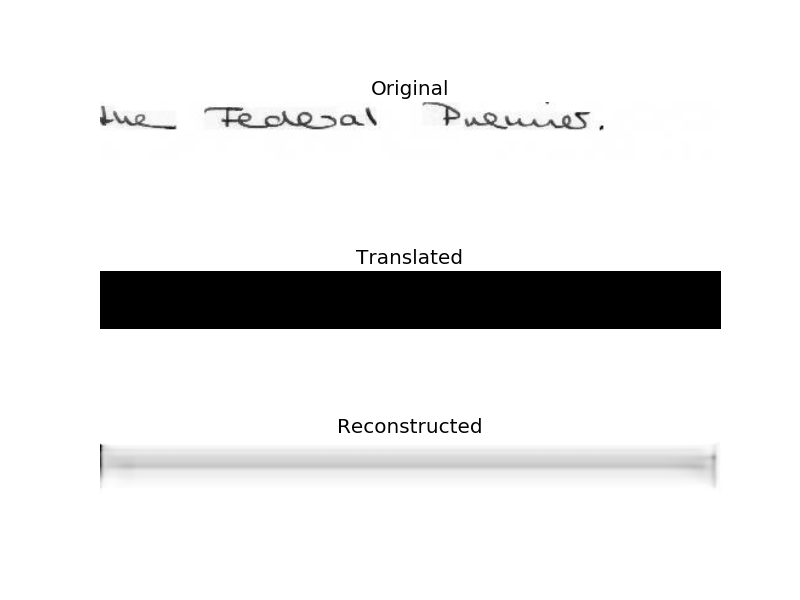 Original
the Federal Premier.
Translated
Reconstructed